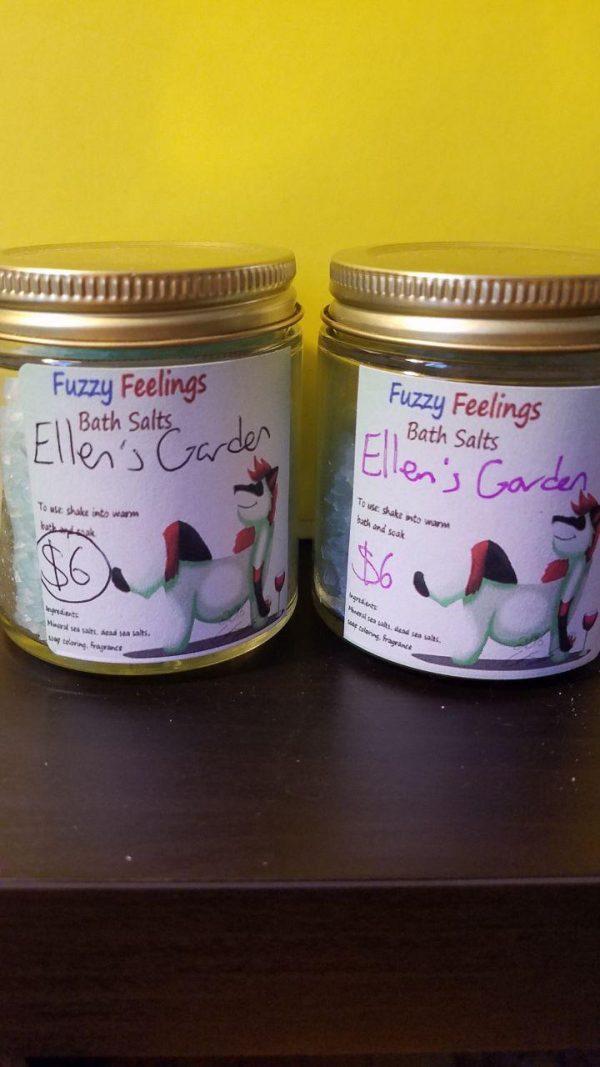 Fuzzy Feelings
Bath Salts
Ellen's Garden
To use: shake into warm
bath and soak
$6
Ingredients:
Mineral sea salts, dead sea salts,
soap coloring, fragrance
Fuzzy Feelings
Bath Salts
Ellen's Garden
To use: shake into warm
bath and soak
$6
Ingredients:
Mineral sea salts, dead sea salts,
soap coloring, fragrance